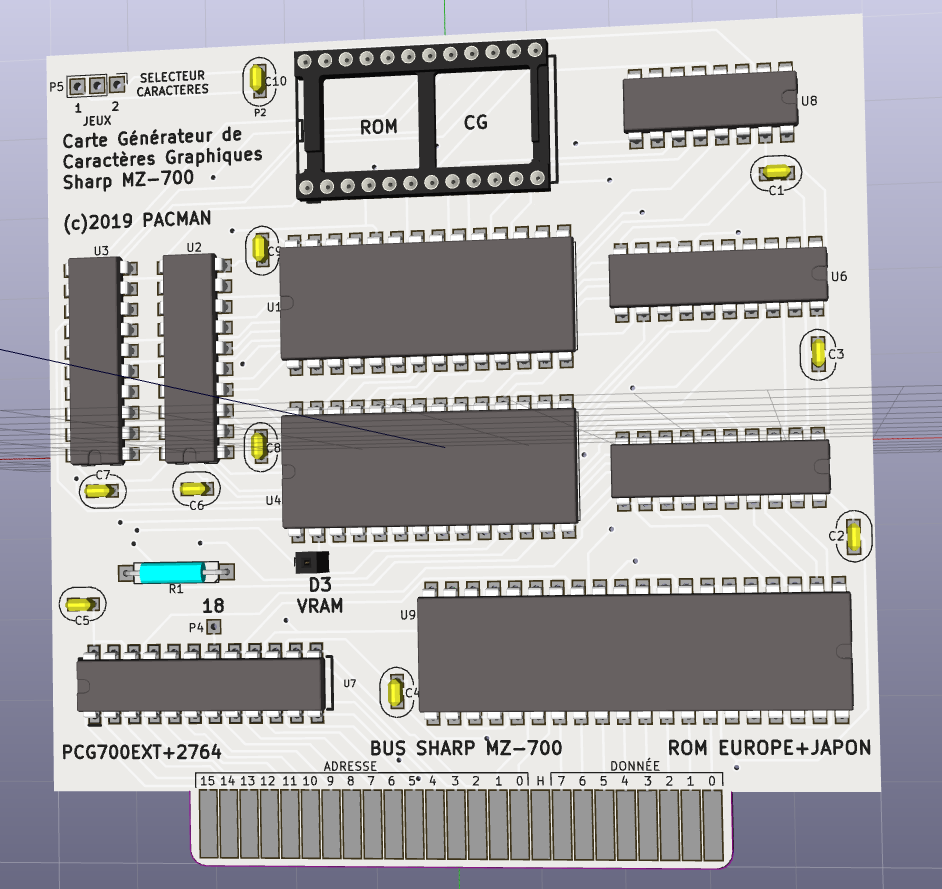 P5
1 2
JEUX
SELECTEUR
CARACTERES
C10
P2
Carte Générateur de
Caractères Graphiques
Sharp MZ-700
(c)2019 PACMAN
ROM
CG
U8
C1
U3
U2
C9
U1
U6
C3
C8
U4
C7
C6
C2
R1
D3
VRAM
C5
18
P4
U9
U7
C4
PCG700EXT+2764
BUS SHARP MZ-700
ROM EUROPE+JAPON
ADRESSE
DONNÉE
15 14 13 12 11 10 9 8 7 6 5 4 3 2 1 0 H 7 6 5 4 3 2 1 0